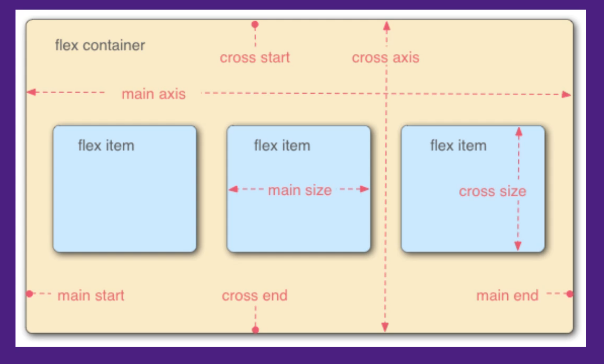 flex container
cross start
cross axis
main axis
flex item
flex item
flex item
main size
cross size
main start
cross end
main end